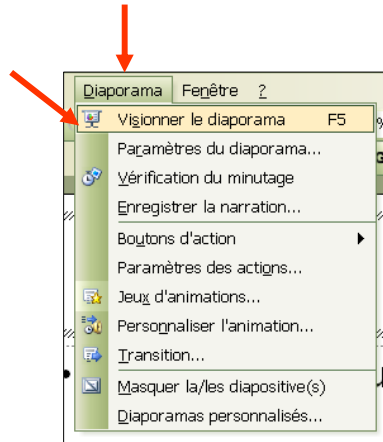 Diaporama Fenêtre ?
Visionner le diaporama F5
Paramètres du diaporama...
Vérification du minutage
Enregistrer la narration...
Boutons d'action
Paramètres des actions...
Jeux d'animations...
Personnaliser l'animation...
Transition...
Masquer la/les diapositive(s)
Diaporamas personnalisés...